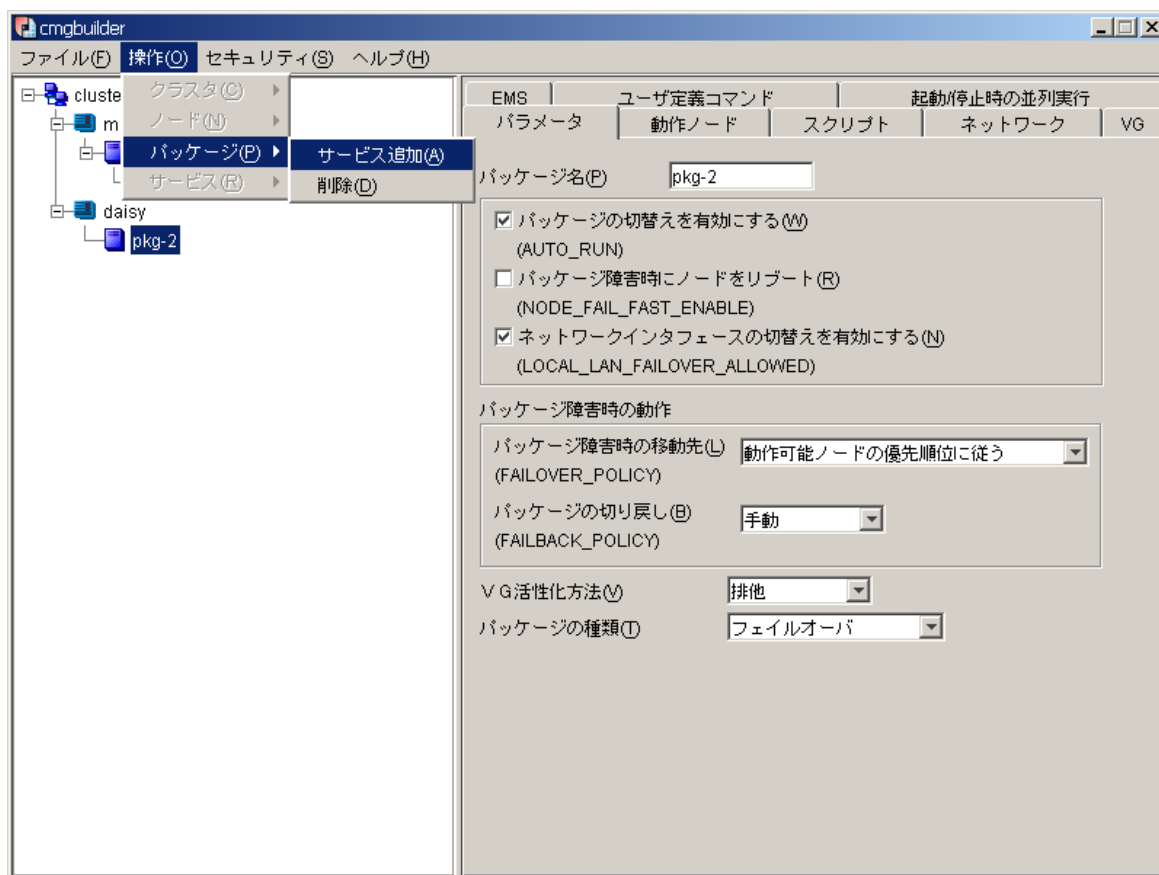 cmgbuilder
ファイル(F) 操作(O) セキュリティ(S) ヘルプ(H)
クラスタ(C)
ノード(N)
パッケージ(P)
サービス(R)
サービス追加(A)
削除(D)
cluste
m
daisy
pkg-2
EMS ユーザ定義コマンド 起動/停止時の並列実行
パラメータ 動作ノード スクリプト ネットワーク VG
パッケージ名(P) pkg-2
パッケージの切替えを有効にする(W)
(AUTO_RUN)
パッケージ障害時にノードをリブート(R)
(NODE_FAIL_FAST_ENABLE)
ネットワークインタフェースの切替えを有効にする(N)
(LOCAL_LAN_FAILOVER_ALLOWED)
パッケージ障害時の動作
パッケージ障害時の移動先(L) 動作可能ノードの優先順位に従う
(FAILOVER_POLICY)
パッケージの切り戻し(B) 手動
(FAILBACK_POLICY)
ＶＧ活性化方法(V) 排他
パッケージの種類(T) フェイルオーバ